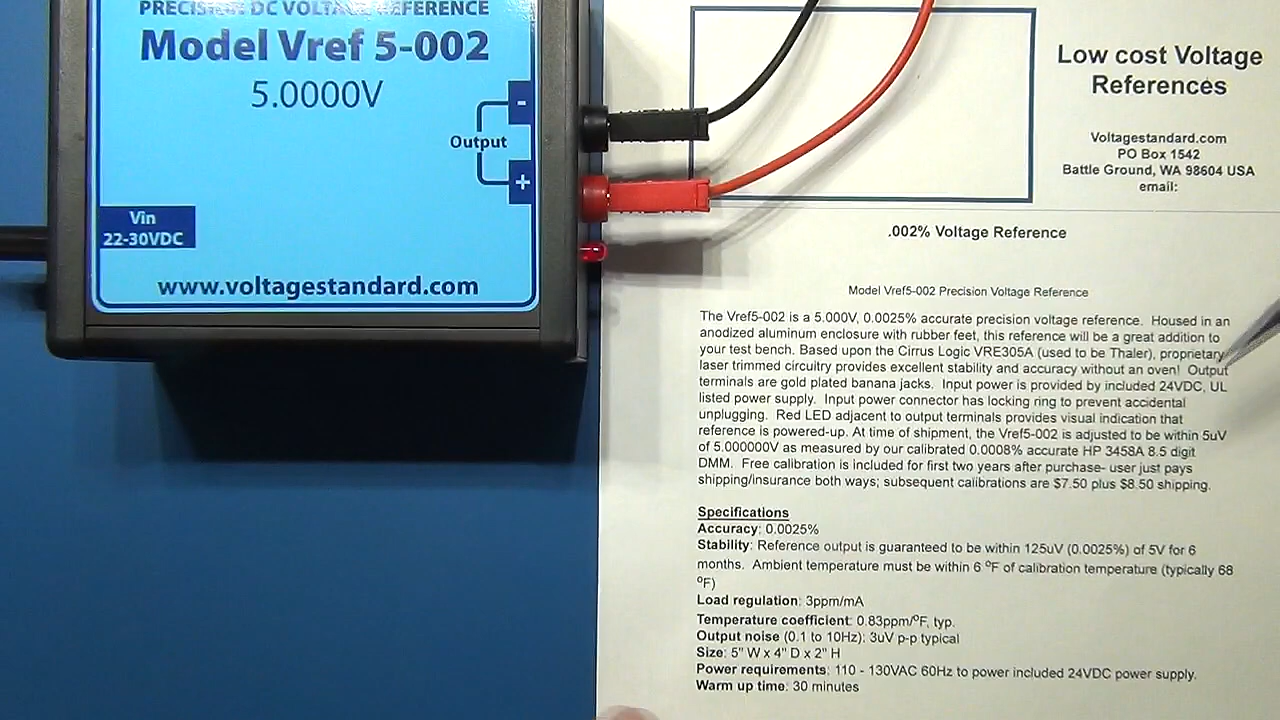 PRECISION DC VOLTAGE REFERENCE
Model Vref 5-002
5.0000V
-
Output
+
Vin
22-30VDC
www.voltagestandard.com
Low cost Voltage
References
Voltagestandard.com
PO Box 1542
Battle Ground, WA 98604 USA
email:
.002% Voltage Reference
Model Vref5-002 Precision Voltage Reference
The Vref5-002 is a 5.000V, 0.0025% accurate precision voltage reference. Housed in an
anodized aluminum enclosure with rubber feet, this reference will be a great addition to
your test bench. Based upon the Cirrus Logic VRE305A (used to be Thaler), proprietary
laser trimmed circuitry provides excellent stability and accuracy without an oven! Output
terminals are gold plated banana jacks. Input power is provided by included 24VDC, UL
listed power supply. Input power connector has locking ring to prevent accidental
unplugging. Red LED adjacent to output terminals provides visual indication that
reference is powered-up. At time of shipment, the Vref5-002 is adjusted to be within 5uV
of 5.000000V as measured by our calibrated 0.0008% accurate HP 3458A 8.5 digit
DMM. Free calibration is included for first two years after purchase- user just pays
shipping/insurance both ways; subsequent calibrations are $7.50 plus $8.50 shipping.
Specifications
Accuracy: 0.0025%
Stability: Reference output is guaranteed to be within 125uV (0.0025%) of 5V for 6
months. Ambient temperature must be within 6 ºF of calibration temperature (typically 68
ºF)
Load regulation: 3ppm/mA
Temperature coefficient: 0.83ppm/ºF, typ.
Output noise (0.1 to 10Hz): 3uV p-p typical
Size: 5" W x 4" D x 2" H
Power requirements: 110 - 130VAC 60Hz to power included 24VDC power supply.
Warm up time: 30 minutes